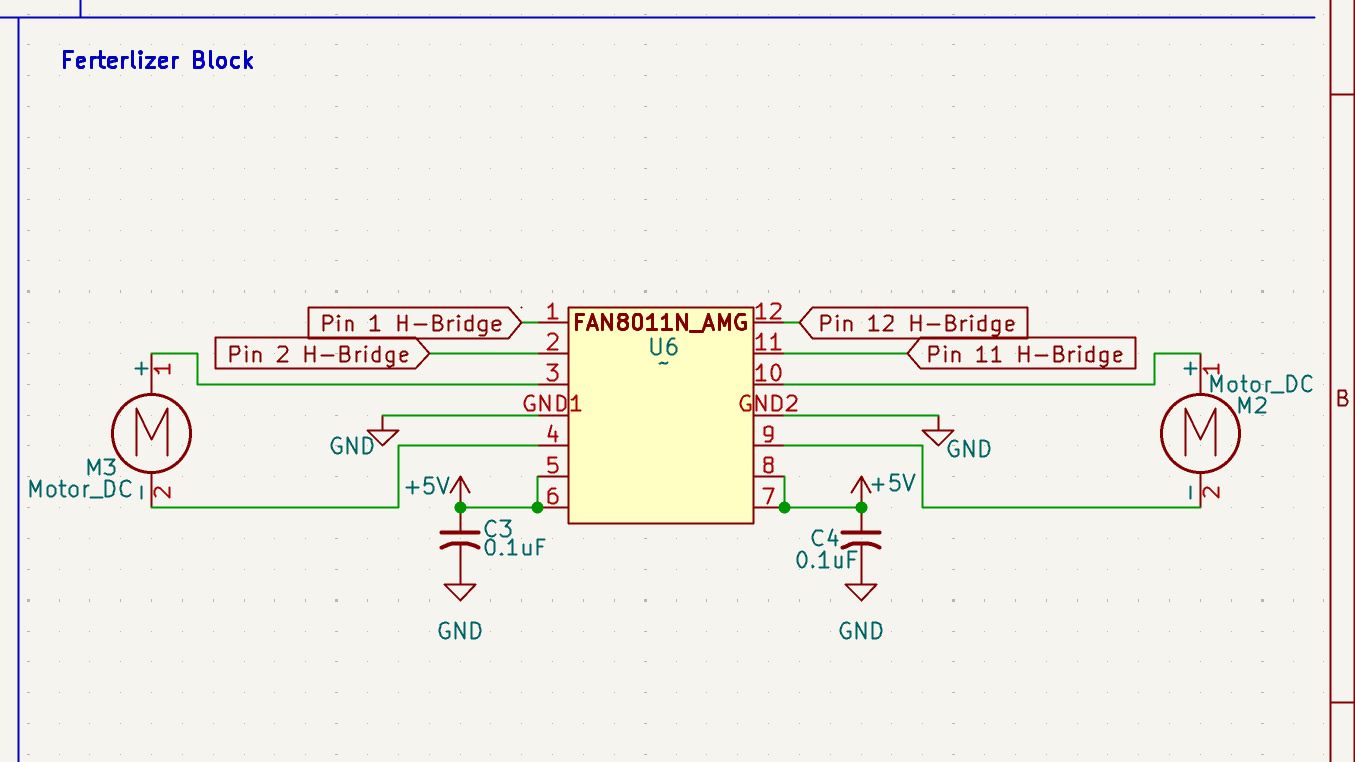 Ferterlizer Block
Pin 1 H-Bridge
1
FAN8011N_AMG
12
Pin 12 H-Bridge
Pin 2 H-Bridge
2
U6
11
Pin 11 H-Bridge
~
+
1
3
10
+
1
Motor_DC
M2
B
GND1
GND2
M
GND
4
9
GND
M
M3
Motor_DC
2
+5V
5
8
+5V
2
6
7
C3
0.1uF
C4
0.1uF
GND
GND